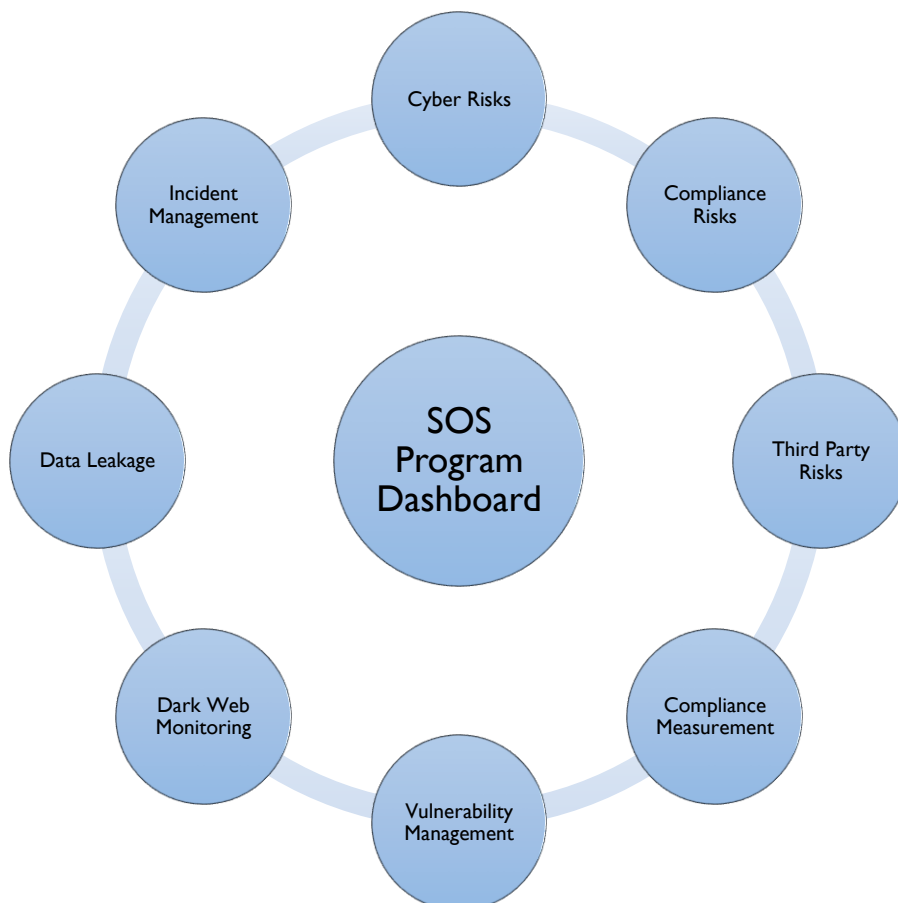 Cyber Risks
Compliance
Risks
Third Party
Risks
Compliance
Measurement
Vulnerability
Management
Dark Web
Monitoring
Data Leakage
Incident
Management
SOS
Program
Dashboard